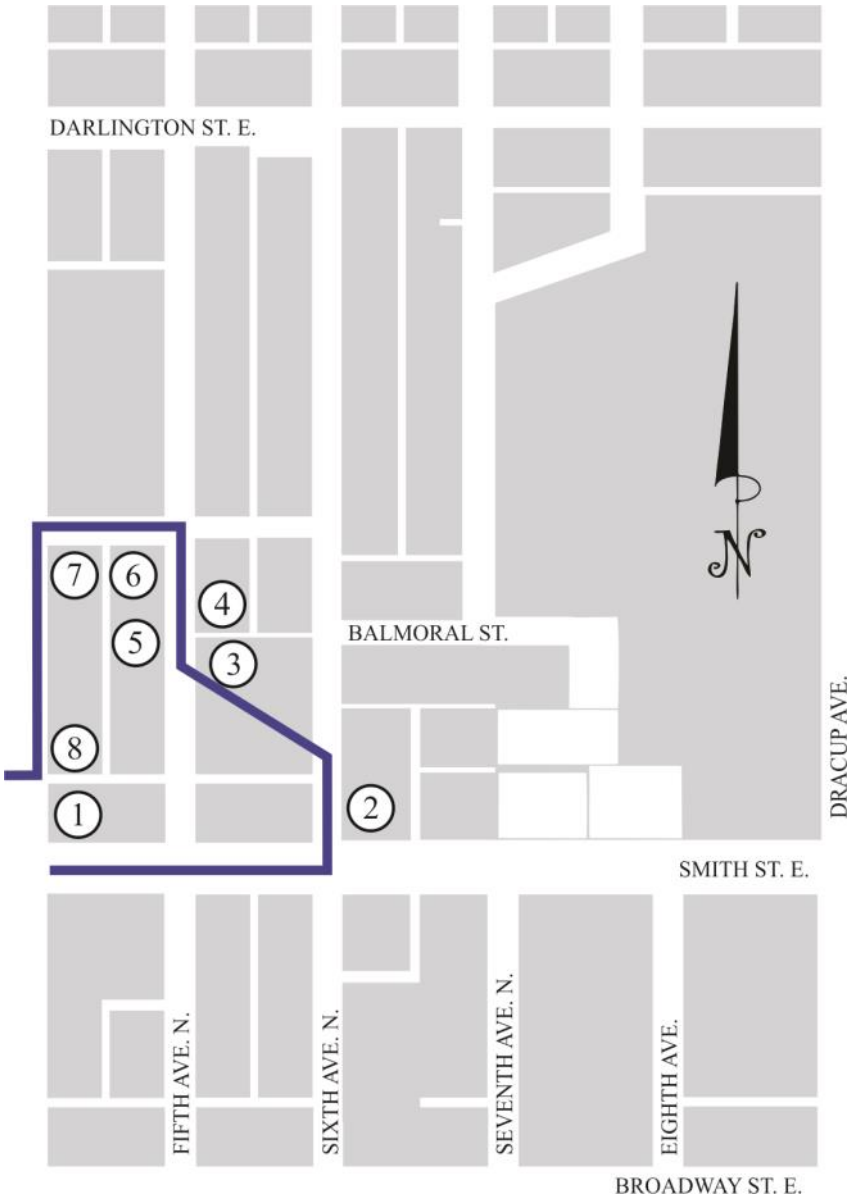 DARLINGTON ST. E.
N
7
6
4
5
BALMORAL ST.
3
8
DRACUP AVE.
2
1
SMITH ST. E.
FIFTH AVE. N.
SIXTH AVE. N.
SEVENTH AVE. N.
EIGHTH AVE.
BROADWAY ST. E.